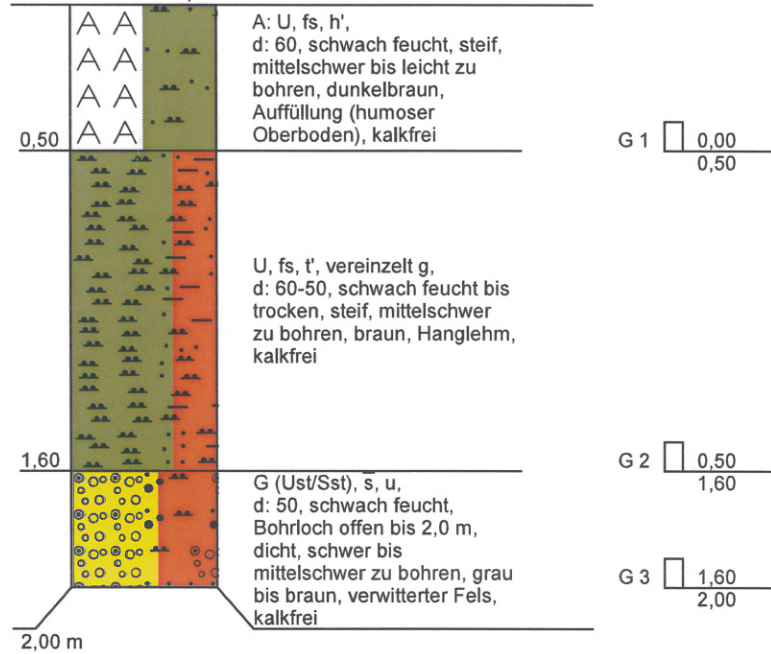 A: U, fs, h',
d: 60, schwach feucht, steif,
mittelschwer bis leicht zu
bohren, dunkelbraun,
Auffüllung (humoser
Oberboden), kalkfrei
A A
A A
A A
A A
0,50
G 1 0,00
0,50
U, fs, t', vereinzelt g,
d: 60-50, schwach feucht bis
trocken, steif, mittelschwer
zu bohren, braun, Hanglehm,
kalkfrei
1,60
G 2 0,50
1,60
G (Ust/Sst), s̄, u,
d: 50, schwach feucht,
Bohrloch offen bis 2,0 m,
dicht, schwer bis
mittelschwer zu bohren, grau
bis braun, verwitterter Fels,
kalkfrei
G 3 1,60
2,00
2,00 m